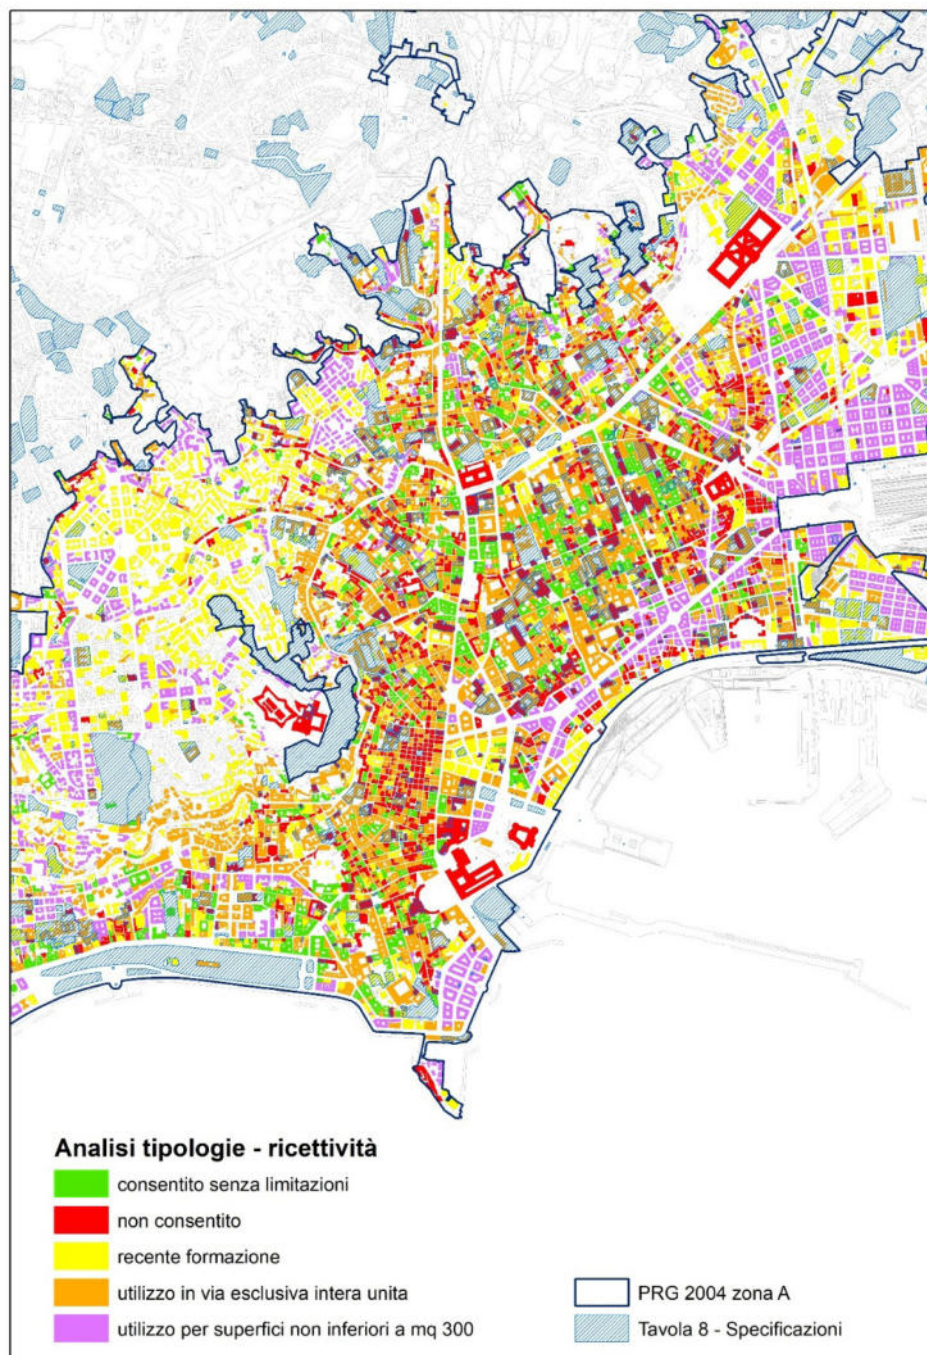 Analisi tipologie - ricettività
consentito senza limitazioni
non consentito
recente formazione
utilizzo in via esclusiva intera unita
utilizzo per superfici non inferiori a mq 300
PRG 2004 zona A
Tavola 8 - Specificazioni